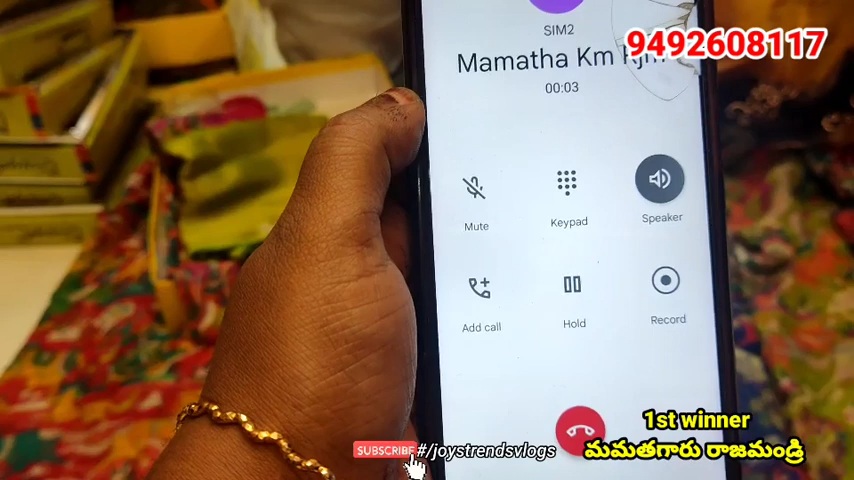 9492608117
SIM2
Mamatha Km
00:03
Mute
Keypad
Speaker
Add call
Hold
Record
1st winner
మమతగారు రాజమండ్రి
SUBSCRIBE #/joystrendsvlogs